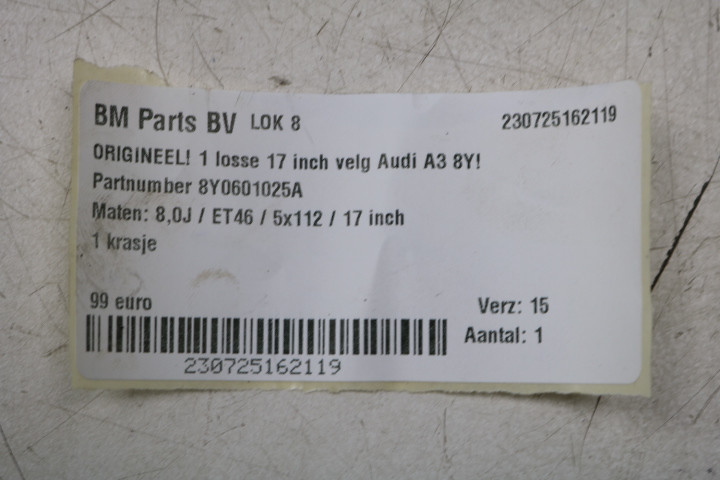 BM Parts BV LOK 8 230725162119
ORIGINEEL! 1 losse 17 inch velg Audi A3 8Y!
Partnumber 8Y0601025A
Maten: 8,0J / ET46 / 5x112 / 17 inch
1 krasje
99 euro Verz: 15
Aantal: 1
230725162119